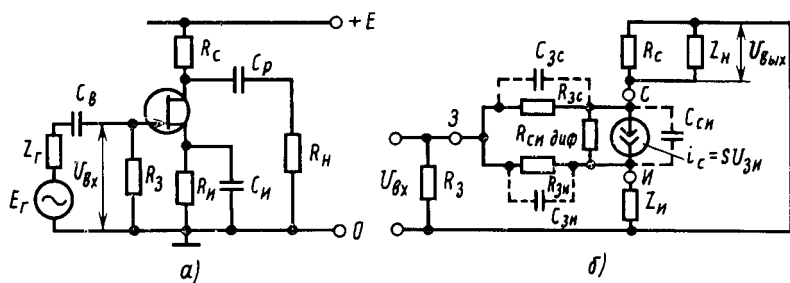 +E
R_C
C_P
C_B
Z_Г
U_ВХ
E_Г
R_З
R_И
C_И
R_Н
0
а)
C_ЗС
R_ЗС
R_C
Z_Н
U_ВЫХ
С
З
R_СИ ДИФ
C_СИ
i_C=SU_ЗИ
U_ВХ
R_З
R_ЗИ
C_ЗИ
И
Z_И
б)